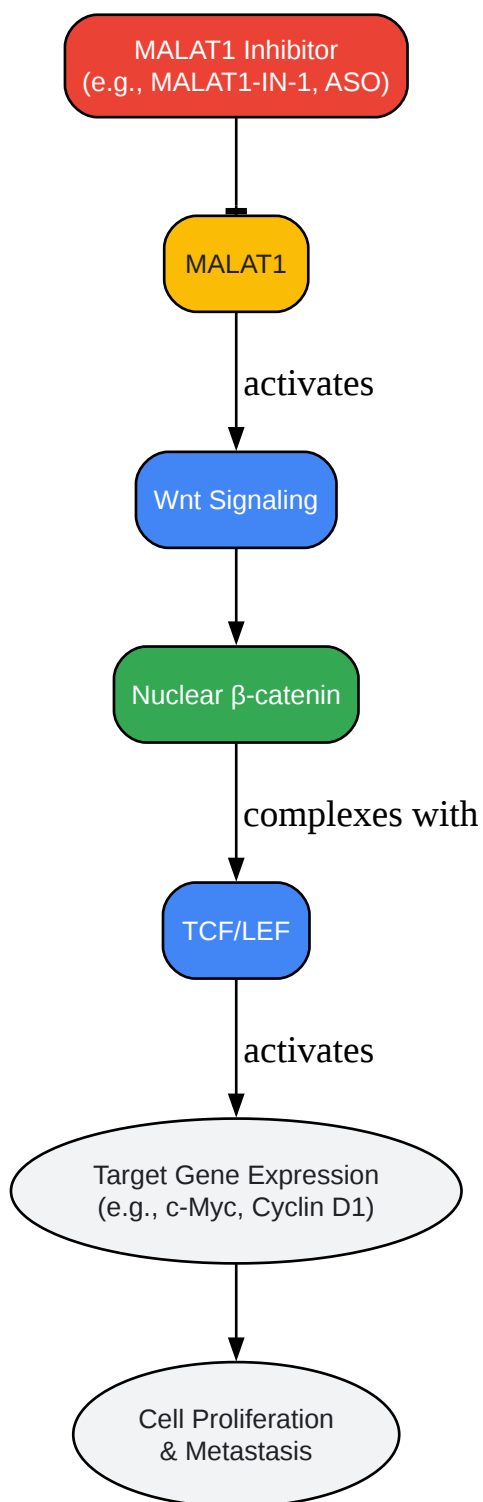 MALAT1 Inhibitor
(e.g., MALAT1-IN-1, ASO)
MALAT1
activates
Wnt Signaling
Nuclear β-catenin
complexes with
TCF/LEF
activates
Target Gene Expression
(e.g., c-Myc, Cyclin D1)
Cell Proliferation
& Metastasis